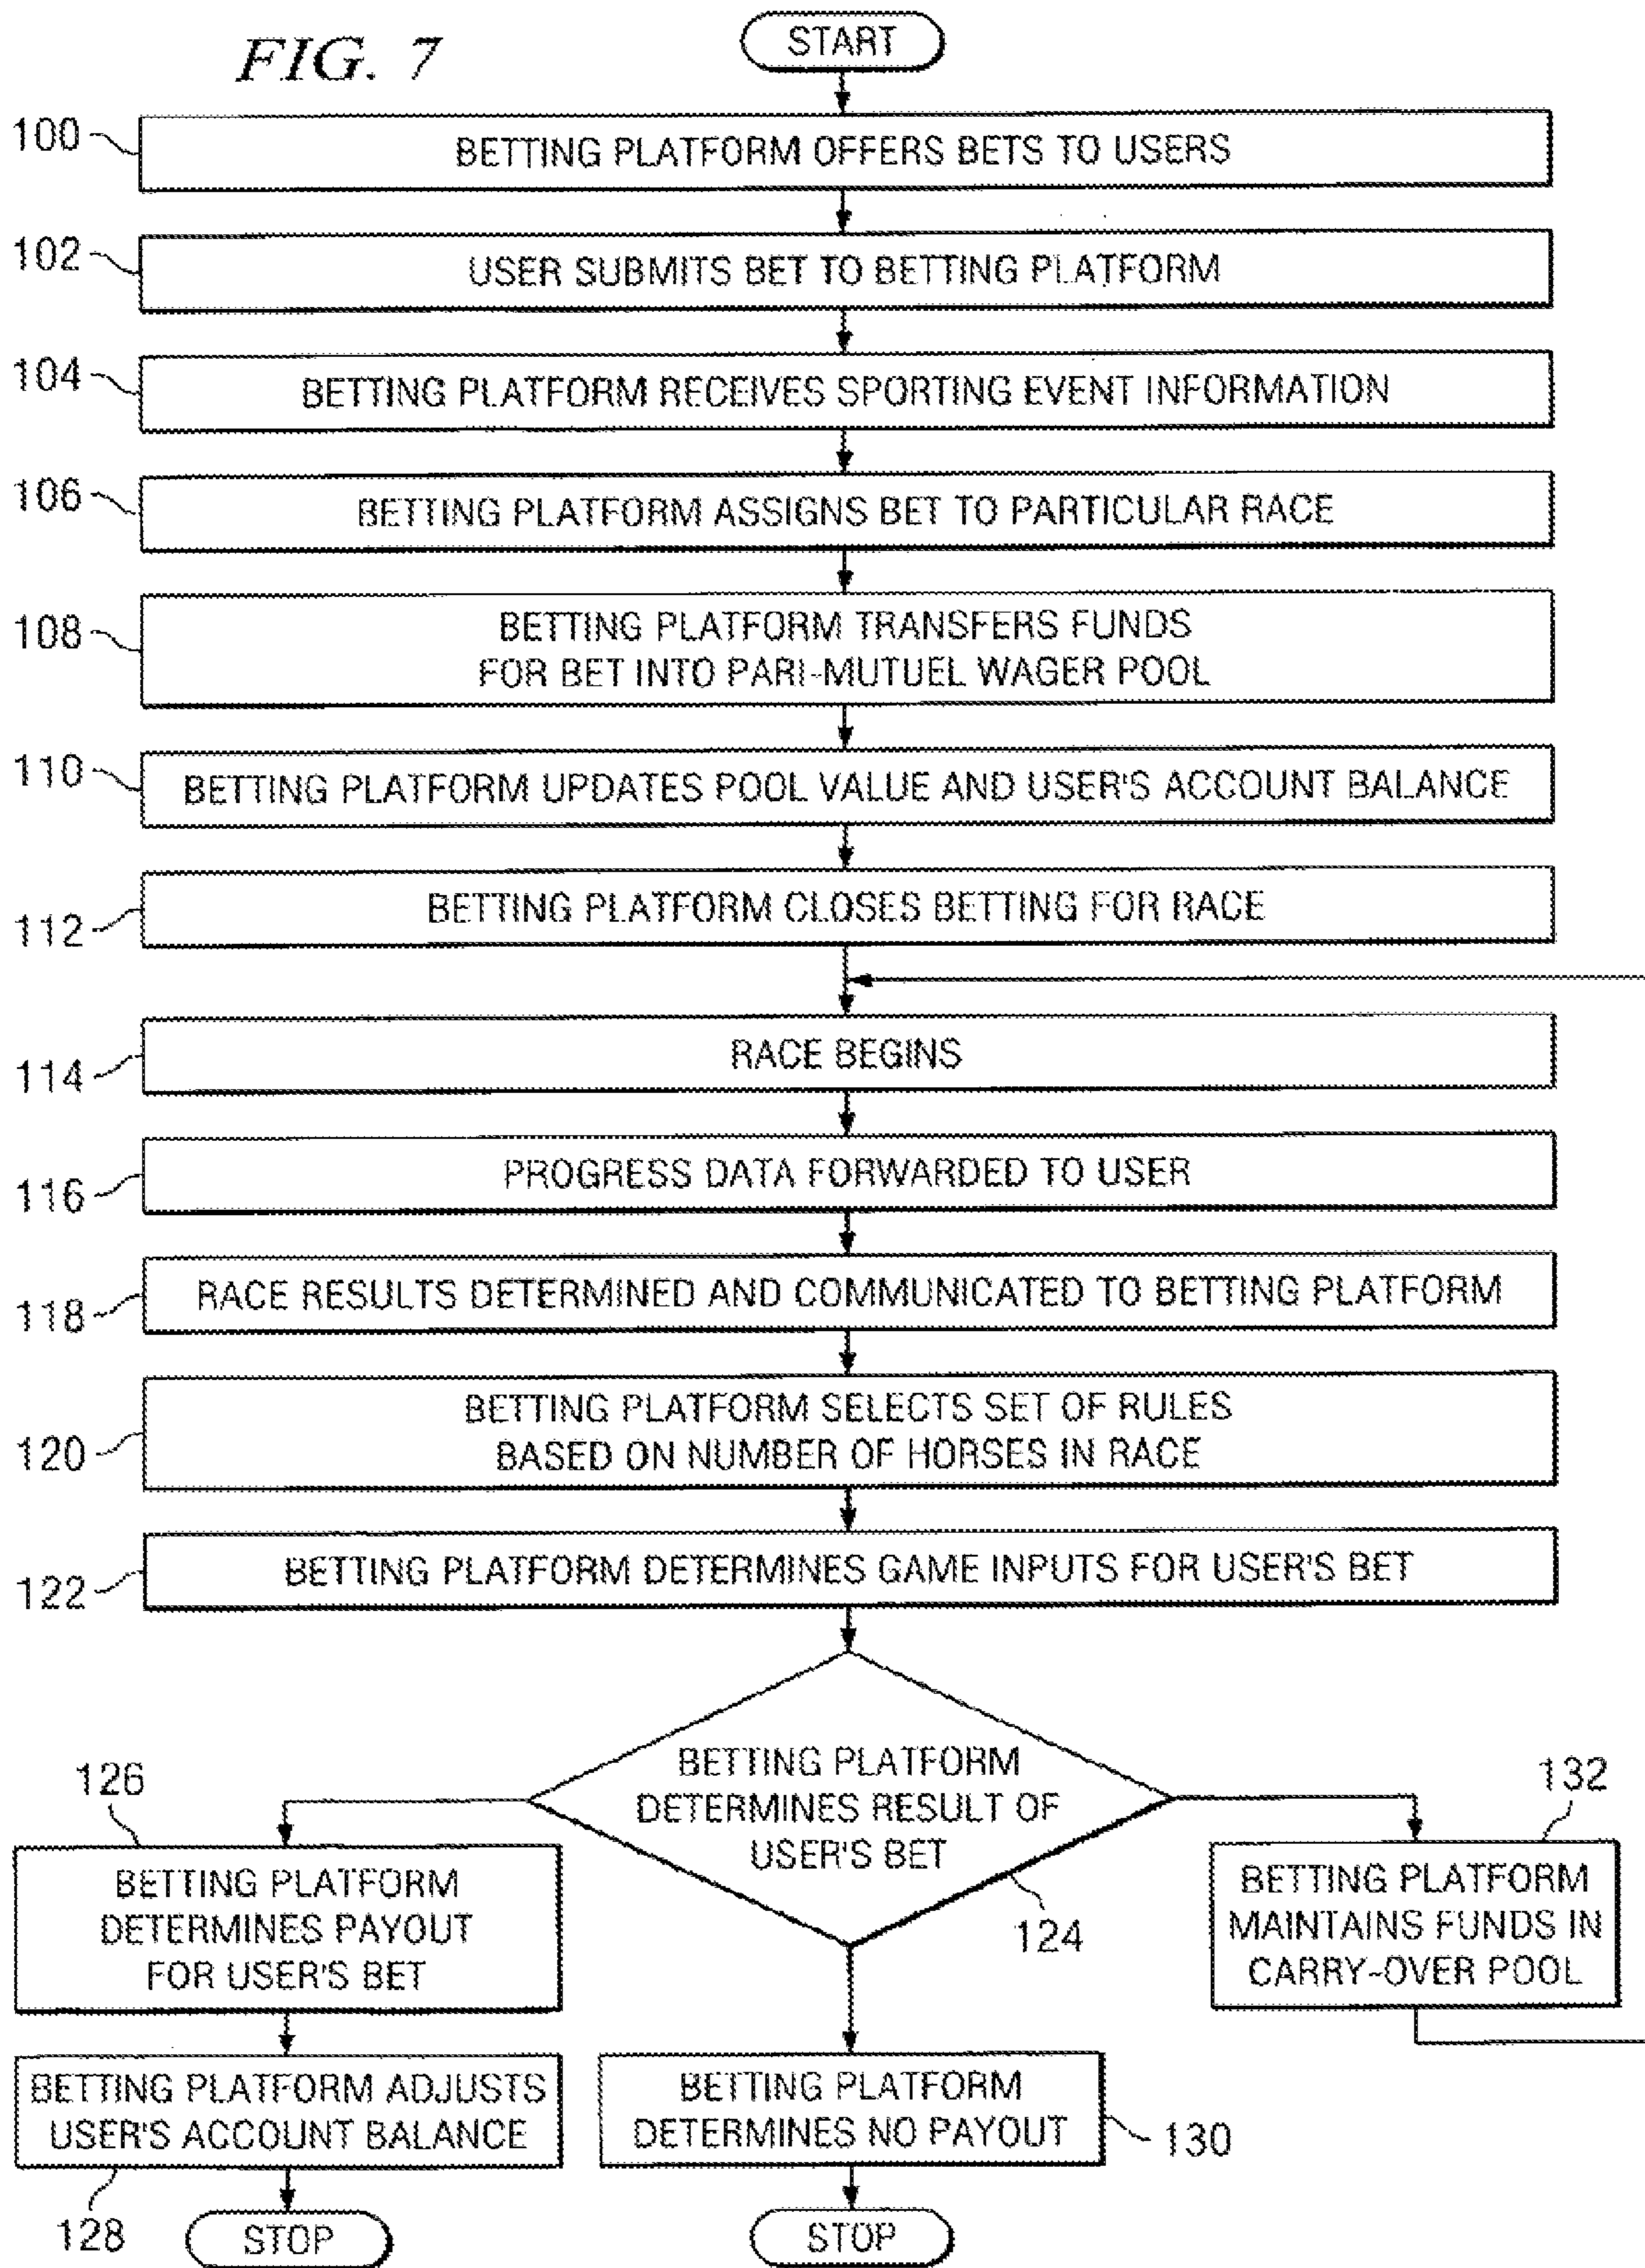 FIG. 7
START
100
BETTING PLATFORM OFFERS BETS TO USERS
102
USER SUBMITS BET TO BETTING PLATFORM
104
BETTING PLATFORM RECEIVES SPORTING EVENT INFORMATION
106
BETTING PLATFORM ASSIGNS BET TO PARTICULAR RACE
108
BETTING PLATFORM TRANSFERS FUNDS
FOR BET INTO PARI-MUTUEL WAGER POOL
110
BETTING PLATFORM UPDATES POOL VALUE AND USER'S ACCOUNT BALANCE
112
BETTING PLATFORM CLOSES BETTING FOR RACE
114
RACE BEGINS
116
PROGRESS DATA FORWARDED TO USER
118
RACE RESULTS DETERMINED AND COMMUNICATED TO BETTING PLATFORM
120
BETTING PLATFORM SELECTS SET OF RULES
BASED ON NUMBER OF HORSES IN RACE
122
BETTING PLATFORM DETERMINES GAME INPUTS FOR USER'S BET
BETTING PLATFORM
DETERMINES RESULT OF
USER'S BET
124
126
BETTING PLATFORM
DETERMINES PAYOUT
FOR USER'S BET
132
BETTING PLATFORM
MAINTAINS FUNDS IN
CARRY-OVER POOL
BETTING PLATFORM ADJUSTS
USER'S ACCOUNT BALANCE
128
STOP
BETTING PLATFORM
DETERMINES NO PAYOUT
130
STOP